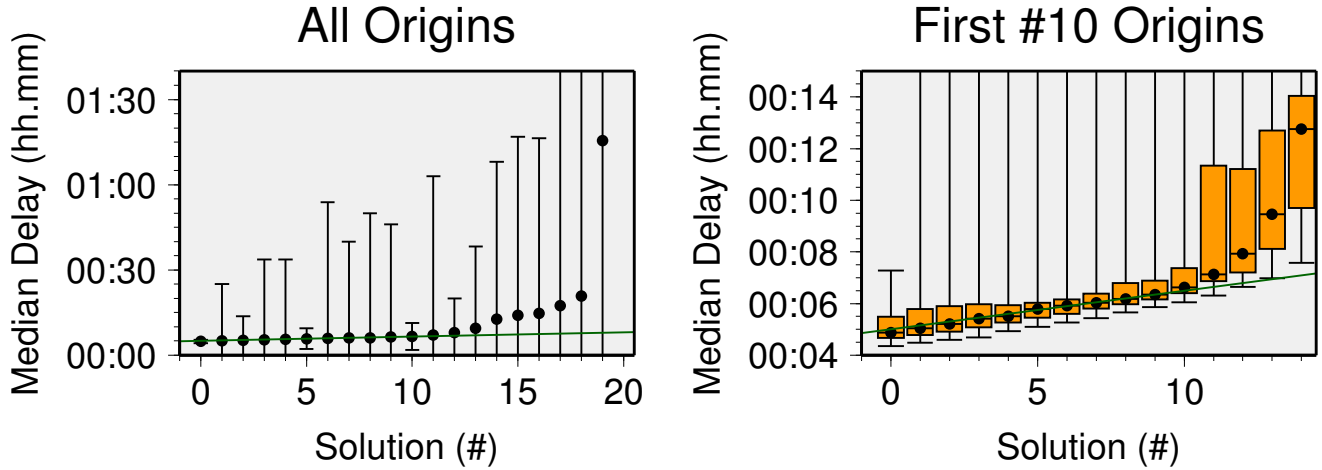 All Origins
Median Delay (hh.mm)
01:30
01:00
00:30
00:00
0 5 10 15 20
Solution (#)
First #10 Origins
Median Delay (hh.mm)
00:14
00:12
00:10
00:08
00:06
00:04
0 5 10
Solution (#)